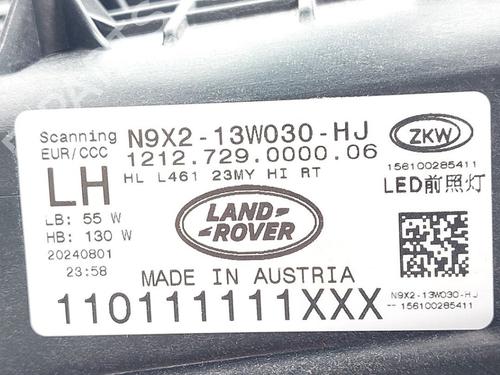 Scanning N9X2-13W030-HJ ZKW
EUR/CCC 1212.729.0000.06 156100285411
LH HL L461 23MY HI RT LED前照灯
LB: 55 W
HB: 130 W
LAND-
ROVER
20240801
23:58
MADE IN AUSTRIA
110111111XXX
N9X2-13W030-HJ
156100285411